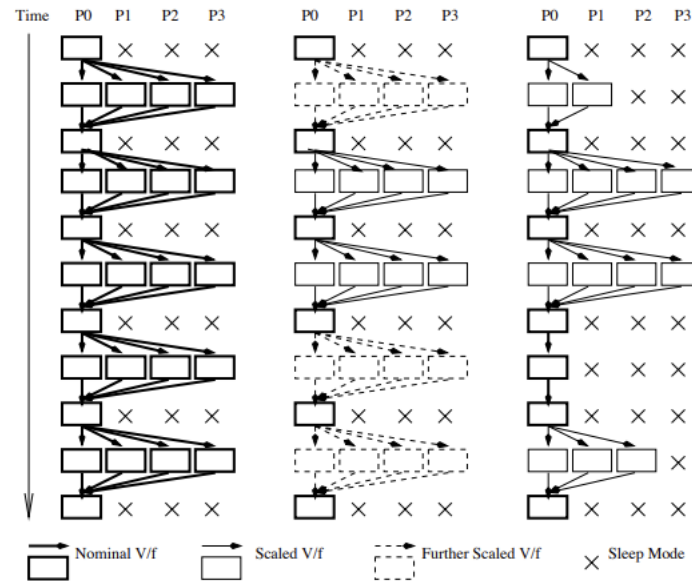 Time P0 P1 P2 P3 P0 P1 P2 P3 P0 P1 P2 P3
Nominal V/f Scaled V/f Further Scaled V/f Sleep Mode